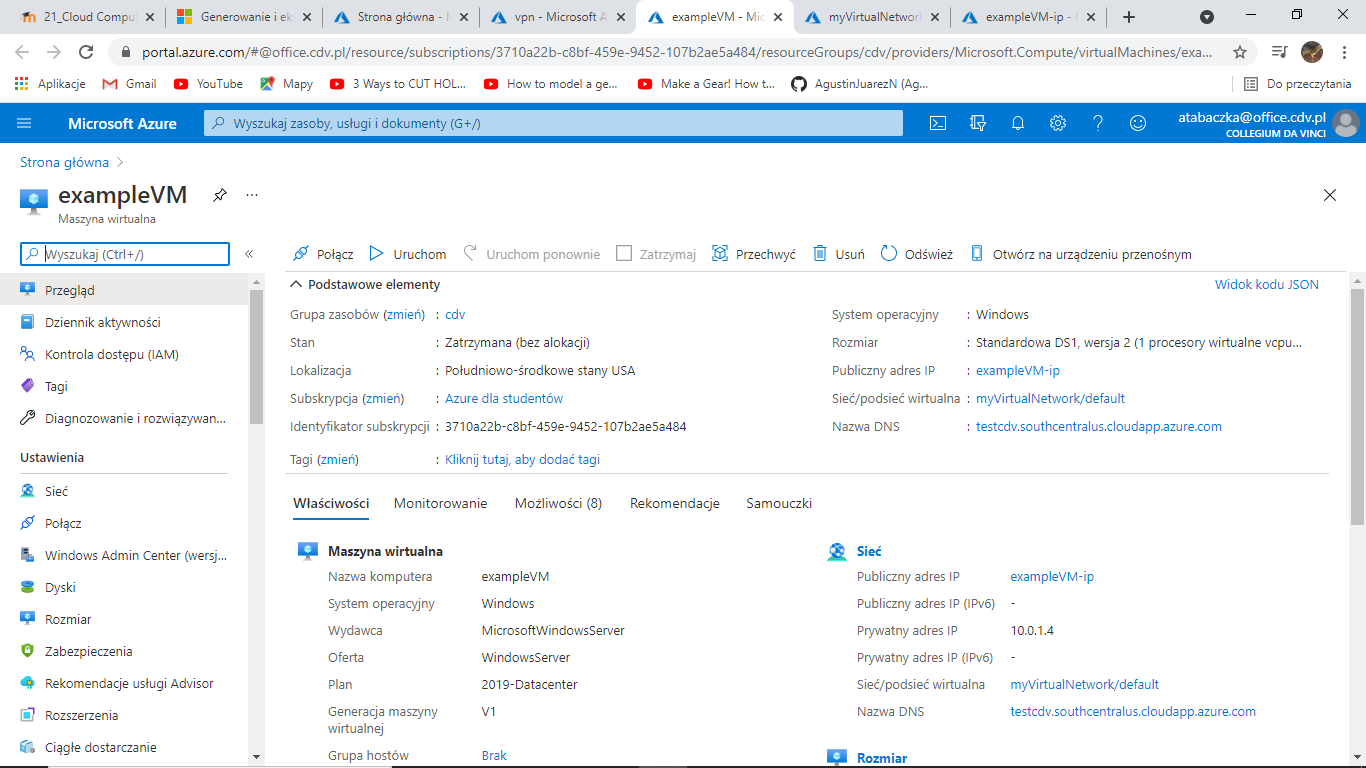 21_Cloud Compu
Generowanie i ek
Strona główna - M
vpn - Microsoft A
exampleVM - Mic
myVirtualNetwork
exampleVM-ip -
portal.azure.com/#@office.cdv.pl/resource/subscriptions/3710a22b-c8bf-459e-9452-107b2ae5a484/resourceGroups/cdv/providers/Microsoft.Compute/virtualMachines/exa...
Aplikacje
Gmail
YouTube
Mapy
3 Ways to CUT HOL...
How to model a ge...
Make a Gear! How t...
AgustinJuarezN (Ag...
Do przeczytania
Microsoft Azure
Wyszukaj zasoby, usługi i dokumenty (G+/)
atabaczka@office.cdv.pl
COLLEGIUM DA VINCI
Strona główna
exampleVM
Maszyna wirtualna
Wyszukaj (Ctrl+/)
Przegląd
Dziennik aktywności
Kontrola dostępu (IAM)
Tagi
Diagnozowanie i rozwiązywan...
Ustawienia
Sieć
Połącz
Windows Admin Center (wersj...
Dyski
Rozmiar
Zabezpieczenia
Rekomendacje usługi Advisor
Rozszerzenia
Ciągłe dostarczanie
Połącz
Uruchom
Uruchom ponownie
Zatrzymaj
Przechwyć
Usuń
Odśwież
Otwórz na urządzeniu przenośnym
Podstawowe elementy
Widok kodu JSON
Grupa zasobów (zmień) : cdv
Stan : Zatrzymana (bez alokacji)
Lokalizacja : Południowo-środkowe stany USA
Subskrypcja (zmień) : Azure dla studentów
Identyfikator subskrypcji : 3710a22b-c8bf-459e-9452-107b2ae5a484
Tagi (zmień) : Kliknij tutaj, aby dodać tagi
System operacyjny : Windows
Rozmiar : Standardowa DS1, wersja 2 (1 procesory wirtualne vcpu...
Publiczny adres IP : exampleVM-ip
Sieć/podsieć wirtualna : myVirtualNetwork/default
Nazwa DNS : testcdv.southcentralus.cloudapp.azure.com
Właściwości
Monitorowanie
Możliwości (8)
Rekomendacje
Samouczki
Maszyna wirtualna
Nazwa komputera exampleVM
System operacyjny Windows
Wydawca MicrosoftWindowsServer
Oferta WindowsServer
Plan 2019-Datacenter
Generacja maszyny wirtualnej V1
Grupa hostów Brak
Sieć
Publiczny adres IP exampleVM-ip
Publiczny adres IP (IPv6) -
Prywatny adres IP 10.0.1.4
Prywatny adres IP (IPv6) -
Sieć/podsieć wirtualna myVirtualNetwork/default
Nazwa DNS testcdv.southcentralus.cloudapp.azure.com
Rozmiar